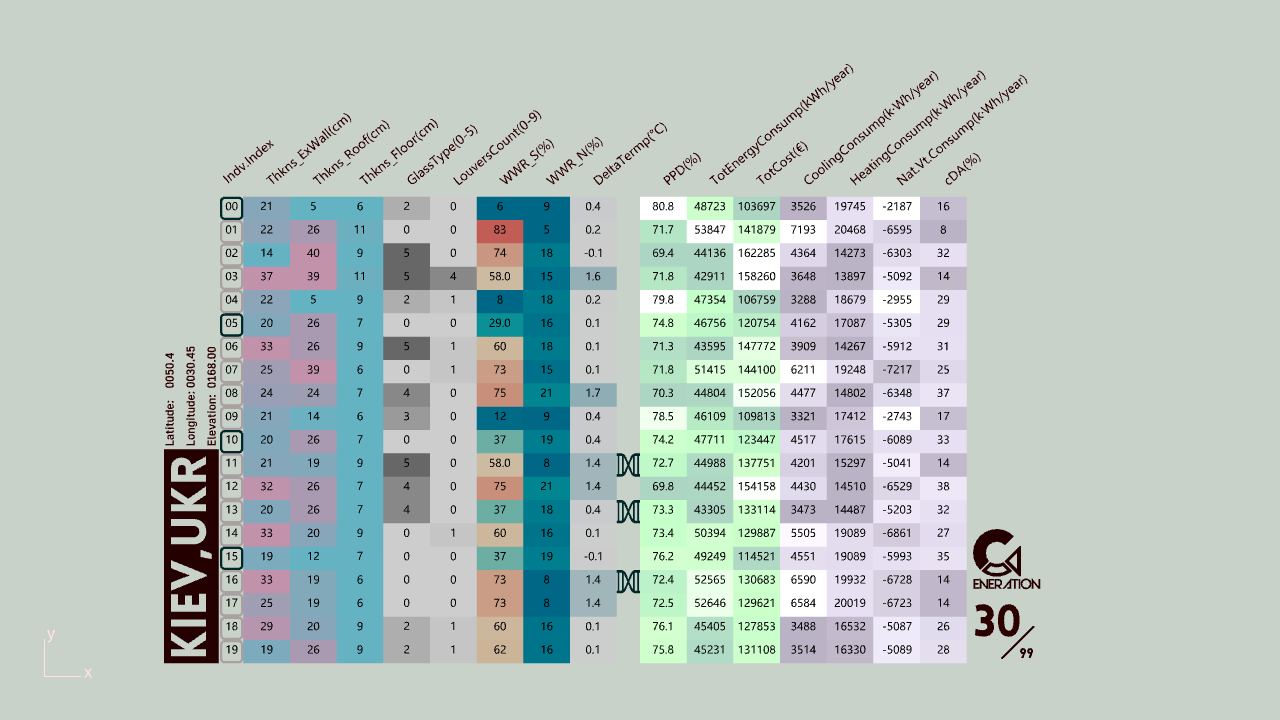 Indv.Index Thkns_ExWall(cm) Thkns_Roof(cm) Thkns_Floor(cm) GlassType(0-5) LouversCount(0-9) WWR_S(%) WWR_N(%) DeltaTermp(°C) PPD(%) TotEnergyConsump(kWh/year) TotCost(€) CoolingConsump(k·Wh/year) HeatingConsump(k·Wh/year) Nat.Vt.Consump(k·Wh/year) cDA(%)
00 21 5 6 2 0 6 9 0.4 80.8 48723 103697 3526 19745 -2187 16
01 22 26 11 0 0 83 5 0.2 71.7 53847 141879 7193 20468 -6595 8
02 14 40 9 5 0 74 18 -0.1 69.4 44136 162285 4364 14273 -6303 32
03 37 39 11 5 4 58.0 15 1.6 71.8 42911 158260 3648 13897 -5092 14
04 22 5 9 2 1 8 18 0.2 79.8 47354 106759 3288 18679 -2955 29
05 20 26 7 0 0 29.0 16 0.1 74.8 46756 120754 4162 17087 -5305 29
06 33 26 9 5 1 60 18 0.1 71.3 43595 147772 3909 14267 -5912 31
07 25 39 6 0 1 73 15 0.1 71.8 51415 144100 6211 19248 -7217 25
08 24 24 7 4 0 75 21 1.7 70.3 44804 152056 4477 14802 -6348 37
09 21 14 6 3 0 12 9 0.4 78.5 46109 109813 3321 17412 -2743 17
10 20 26 7 0 0 37 19 0.4 74.2 47711 123447 4517 17615 -6089 33
11 21 19 9 5 0 58.0 8 1.4 72.7 44988 137751 4201 15297 -5041 14
12 32 26 7 4 0 75 21 1.4 69.8 44452 154158 4430 14510 -6529 38
13 20 26 7 4 0 37 18 0.4 73.3 43305 133114 3473 14487 -5203 32
14 33 20 9 0 1 60 16 0.1 73.4 50394 129887 5505 19089 -6861 27
15 19 12 7 0 0 37 19 -0.1 76.2 49249 114521 4551 19089 -5993 35
16 33 19 6 0 0 73 8 1.4 72.4 52565 130683 6590 19932 -6728 14
17 25 19 6 0 0 73 8 1.4 72.5 52646 129621 6584 20019 -6723 14
18 29 20 9 2 1 60 16 0.1 76.1 45405 127853 3488 16532 -5087 26
19 19 26 9 2 1 62 16 0.1 75.8 45231 131108 3514 16330 -5089 28
Latitude: 0050.4
Longitude: 0030.45
Elevation: 0168.00
KIEV,UKR
GENERATION
30/99
y
x